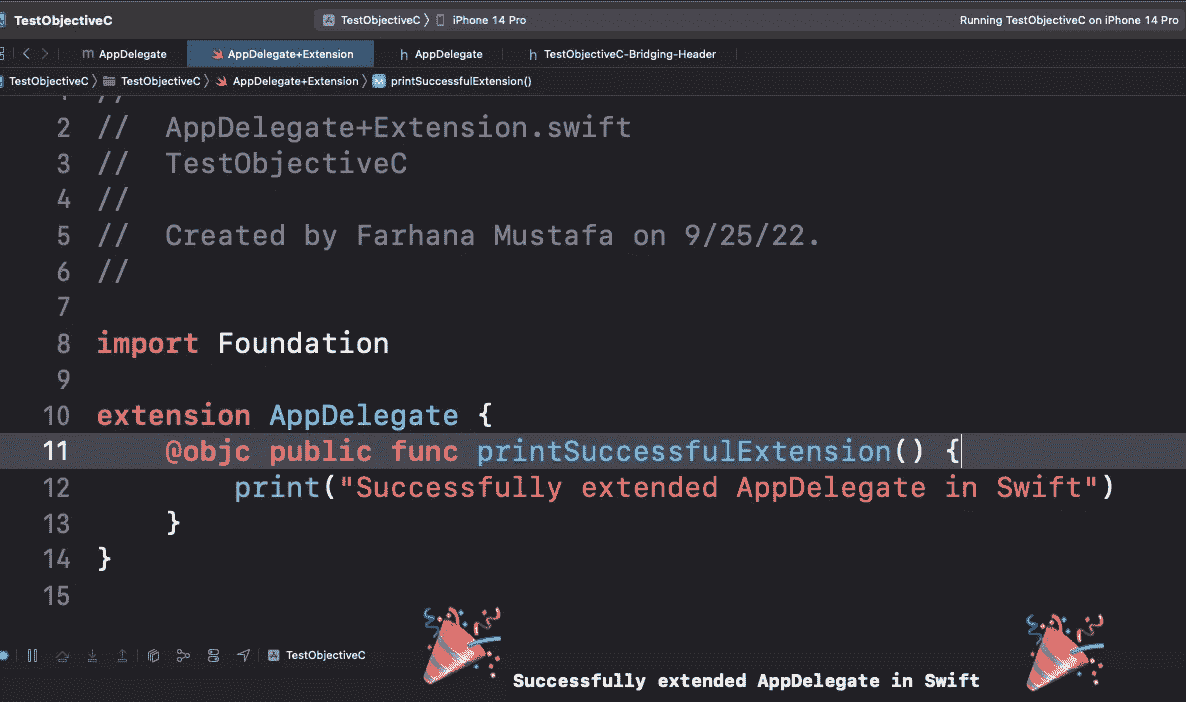 TestObjectiveC
TestObjectiveC 〉 iPhone 14 Pro
Running TestObjectiveC on iPhone 14 Pro
m AppDelegate
AppDelegate+Extension
h AppDelegate
h TestObjectiveC-Bridging-Header
TestObjectiveC 〉 TestObjectiveC 〉 AppDelegate+Extension 〉 M printSuccessfulExtension()
1 //
2 //  AppDelegate+Extension.swift
3 //  TestObjectiveC
4 //
5 //  Created by Farhana Mustafa on 9/25/22.
6 //
7
8 import Foundation
9
10 extension AppDelegate {
11     @objc public func printSuccessfulExtension() {
12         print("Successfully extended AppDelegate in Swift")
13     }
14 }
15
TestObjectiveC
Successfully extended AppDelegate in Swift